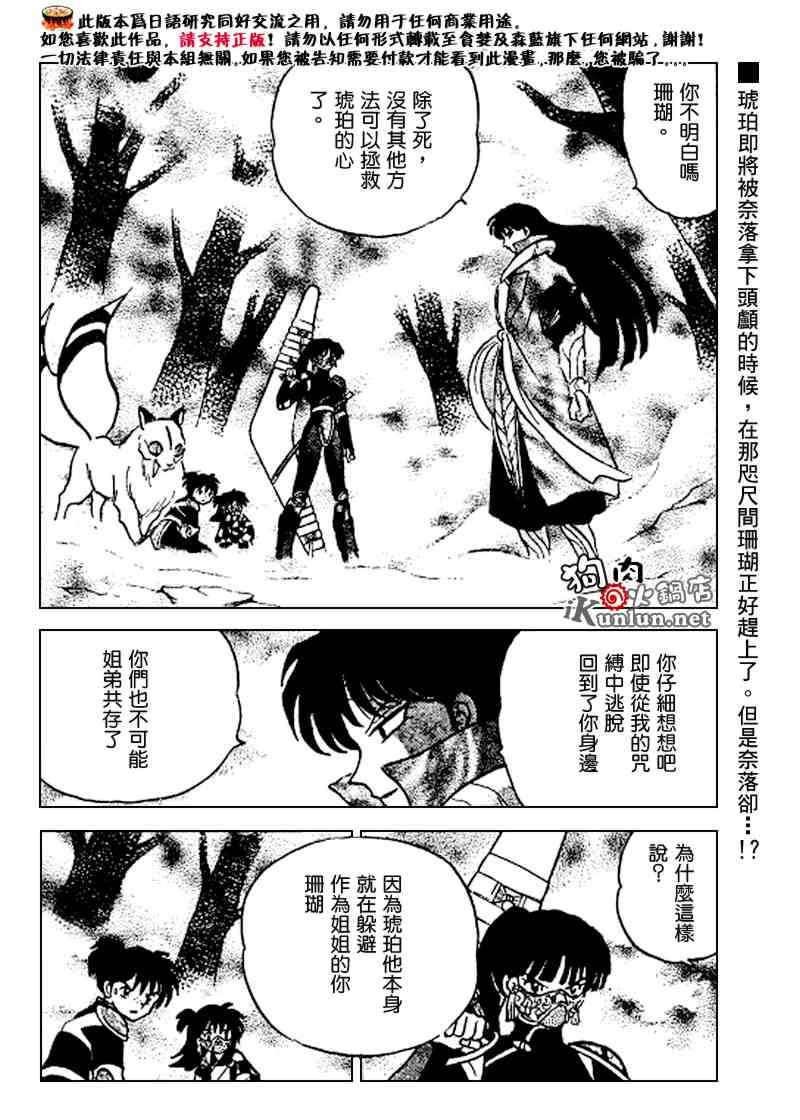 此版本爲日語研究同好交流之用，請勿用于任何商業用途。
如您喜歡此作品，請支持正版！請勿以任何形式轉載至貪婪及森藍旗下任何網站，謝謝！
一切法律責任與本組無關，如果您被告知需要付款才能看到此漫畫，那麼，您被騙了....
■琥珀即將被奈落拿下頭顱的時候，在那咫尺間珊瑚正好趕上了。但是奈落卻…!?
你不明白嗎
珊瑚。
除了死，
沒有其他方
法可以拯救
琥珀的心
了。
狗肉
火鍋店
iKunlun.net
你仔細想想吧
即使從我的咒
縛中逃脫
回到了你身邊
你們也不可能
姐弟共存了
為什麼這樣
說？
因為琥珀他本身
就在躲避
作為姐姐的你
珊瑚